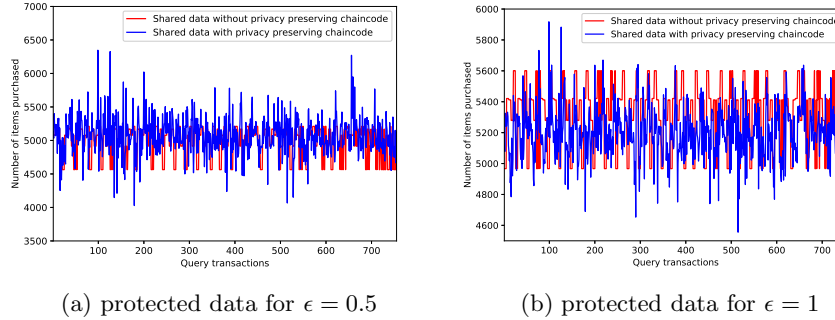 7000
6500
6000
5500
5000
4500
4000
3500
Number of items purchased
Shared data without privacy preserving chaincode
Shared data with privacy preserving chaincode
100 200 300 400 500 600 700
Query transactions
(a) protected data for ϵ = 0.5
6000
5800
5600
5400
5200
5000
4800
4600
Number of items purchased
Shared data without privacy preserving chaincode
Shared data with privacy preserving chaincode
100 200 300 400 500 600 700
Query transactions
(b) protected data for ϵ = 1